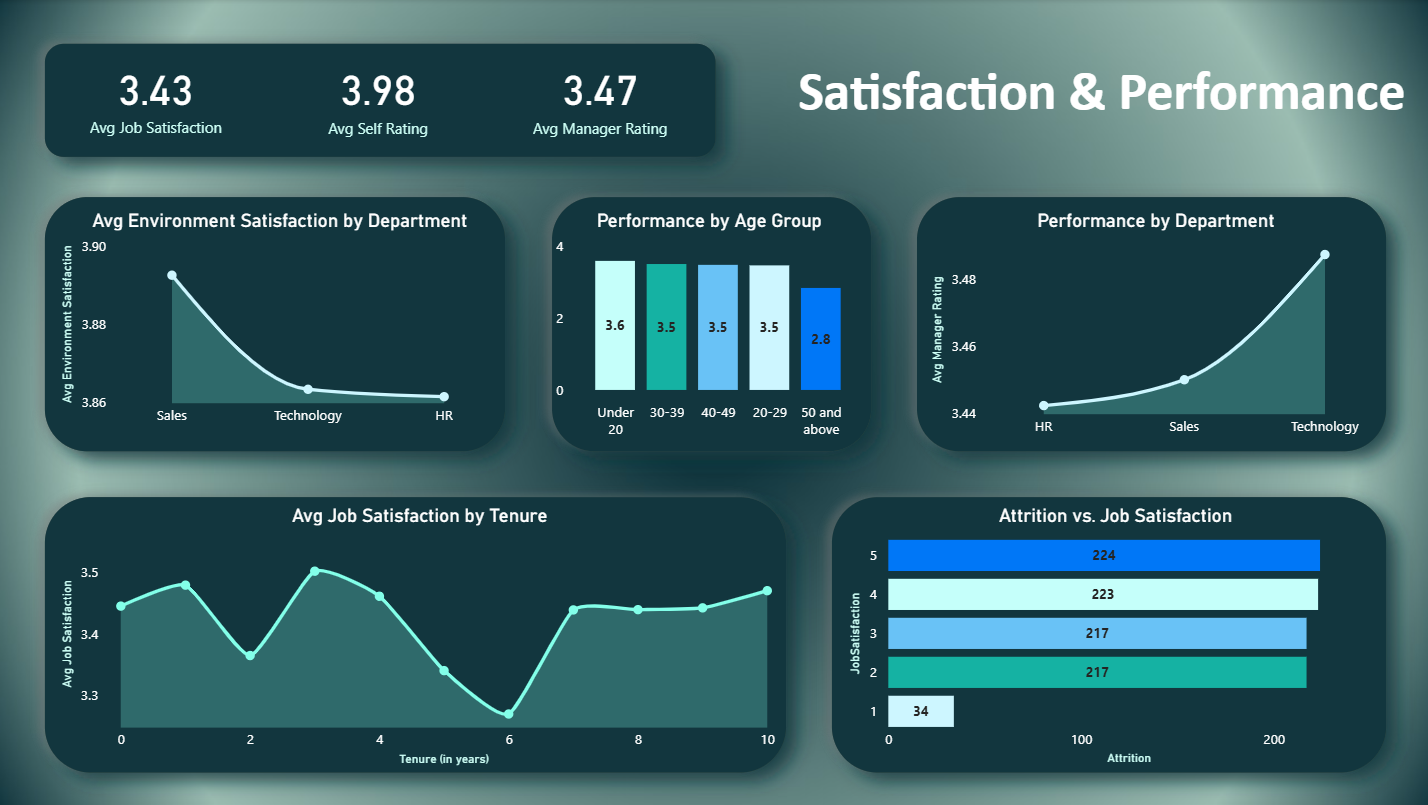 3.43
Avg Job Satisfaction
3.98
Avg Self Rating
3.47
Avg Manager Rating
Satisfaction & Performance
Avg Environment Satisfaction by Department
Avg Environment Satisfaction
3.90
3.88
3.86
Sales
Technology
HR
Performance by Age Group
4
2
0
3.6
3.5
3.5
3.5
2.8
Under
20
30-39
40-49
20-29
50 and
above
Performance by Department
Avg Manager Rating
3.48
3.46
3.44
HR
Sales
Technology
Avg Job Satisfaction by Tenure
Avg Job Satisfaction
3.5
3.4
3.3
0
2
4
6
8
10
Tenure (in years)
Attrition vs. Job Satisfaction
JobSatisfaction
5
224
4
223
3
217
2
217
1
34
0
100
200
Attrition